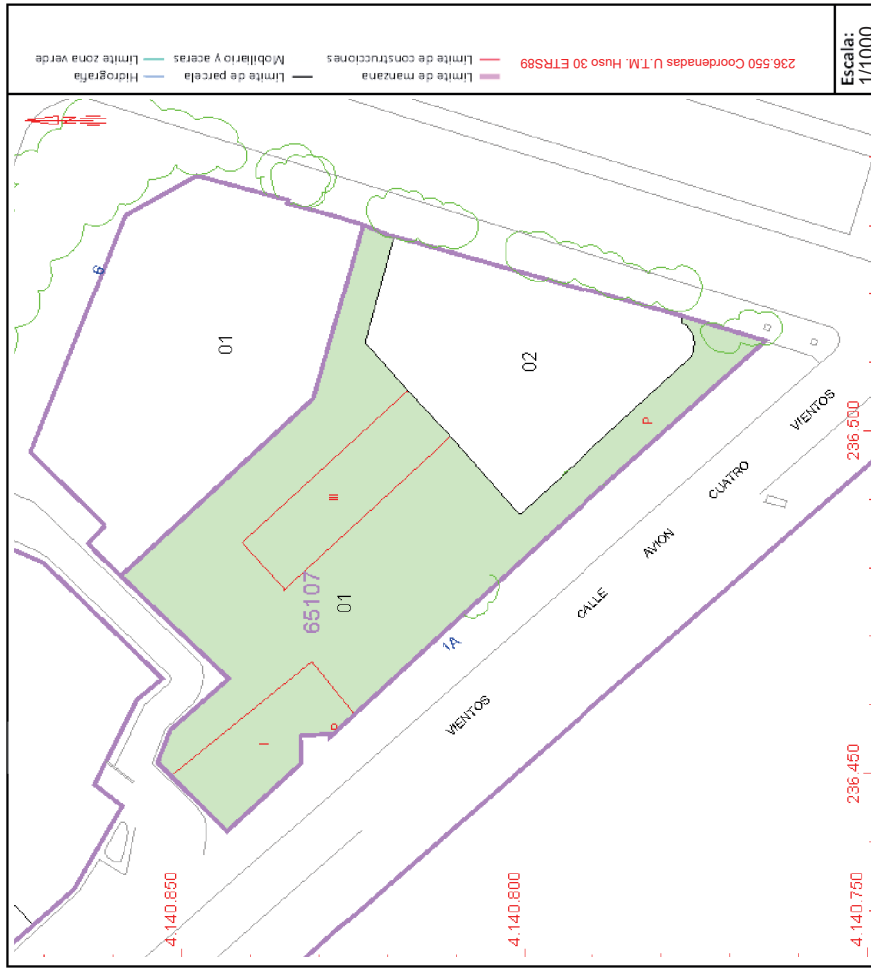 Límite de manzana
Límite de parcela
Hidrografía
Límite de construcciones
Mobiliario y aceras
Límite zona verde
236.550 Coordenadas U.T.M. Huso 30 ETRS89
Escala:
1/1000
6
01
02
III
P
65107
01
I
P
1A
VIENTOS
CALLE
AVION
CUATRO
VIENTOS
4.140.850
4.140.800
4.140.750
236.450
236.500